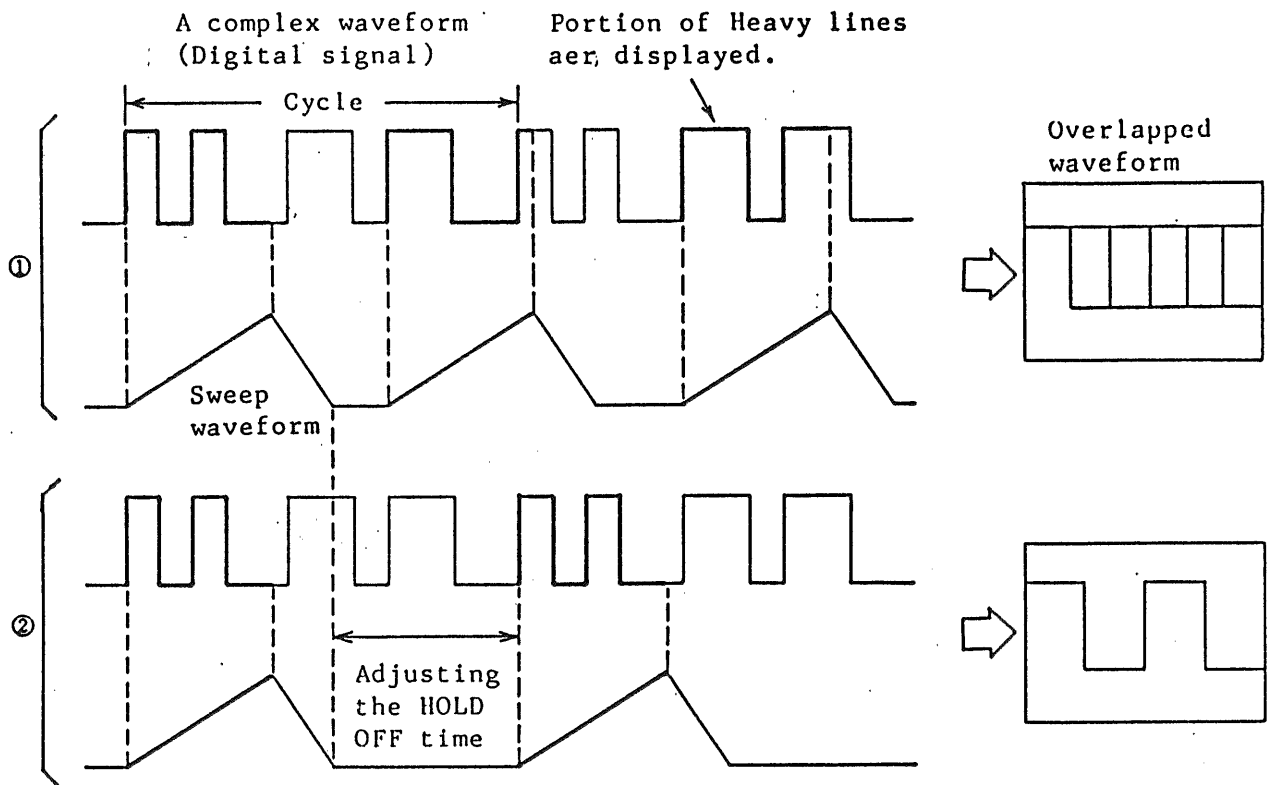 A complex waveform
(Digital signal)
Portion of Heavy lines
aer, displayed.
Cycle
Overlapped
waveform
①
Sweep
waveform
②
Adjusting
the HOLD
OFF time